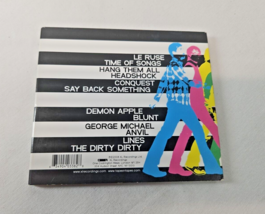 LE RUSE
TIME OF SONGS
HANG THEM ALL
HEADSHOCK
CONQUEST
SAY BACK SOMETHING
DEMON APPLE
BLUNT
GEORGE MICHAEL
ANVIL
LINES
THE DIRTY DIRTY